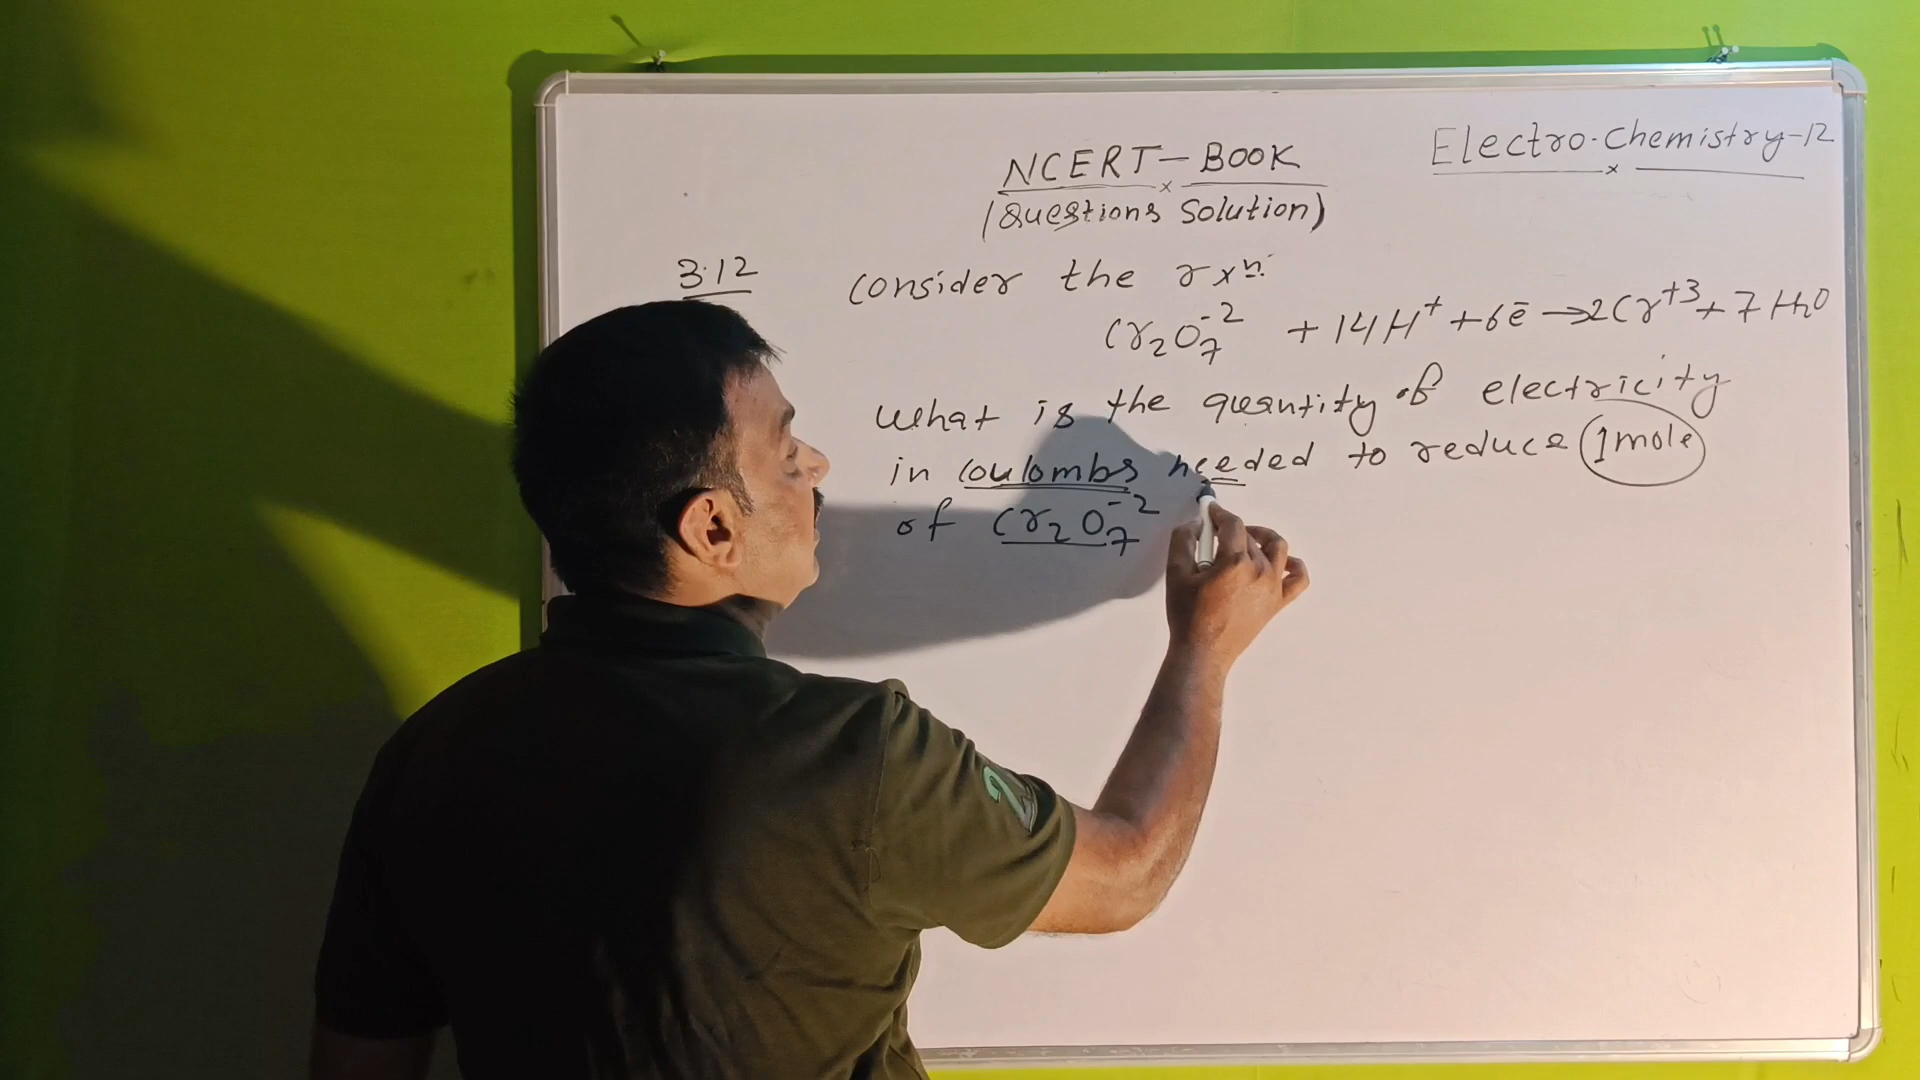 Electro-Chemistry-12
NCERT-BOOK
(Questions Solution)
3.12 Consider the rxn.
Cr₂O₇⁻² + 14H⁺ + 6ē → 2Cr⁺³ + 7H₂O
What is the quantity of electricity
in coulombs needed to reduce 1 mole
of Cr₂O₇⁻²
2